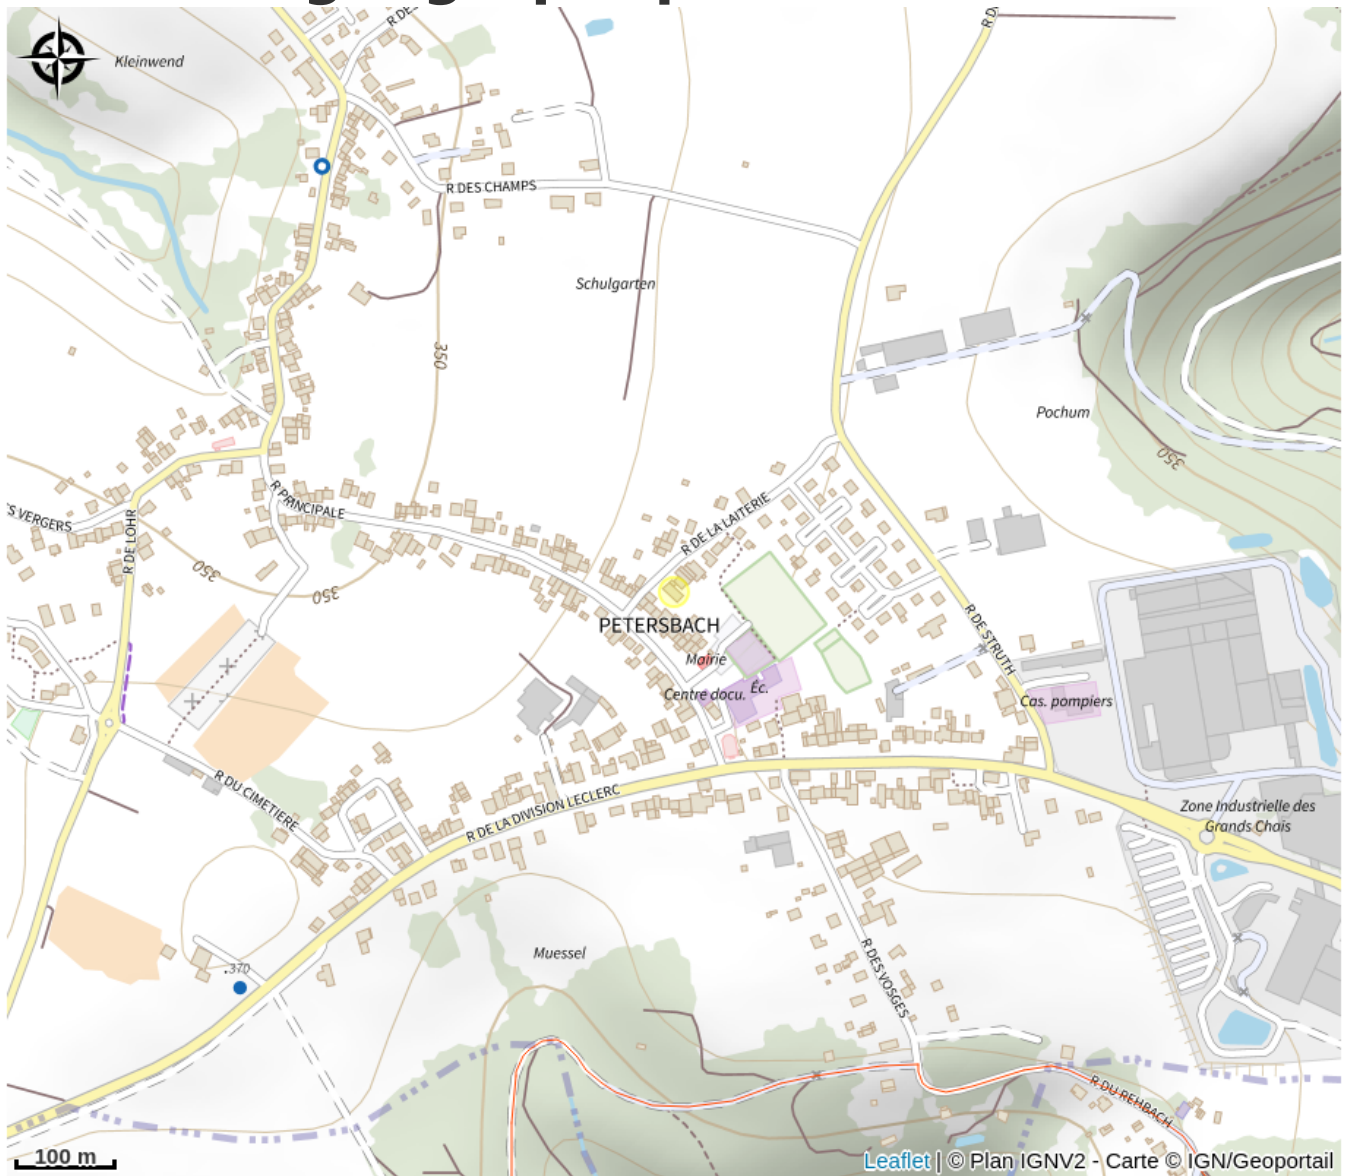 R DES
R D
Kleinwend
R DES CHAMPS
Schulgarten
350
Pochum
350
R PRINCIPALE
S VERGERS
R DE LOHR
R DE LA LAITERIE
350
350
PETERSBACH
R DE STRUTH
Mairie
Centre docu.
Éc.
Cas. pompiers
R DU CIMETIERE
R DE LA DIVISION LECLERC
Zone Industrielle des
Grands Chais
Muessel
.370
R DES VOSGES
R DU REHBACH
100 m
Leaflet | © Plan IGNV2 - Carte © IGN/Geoportail